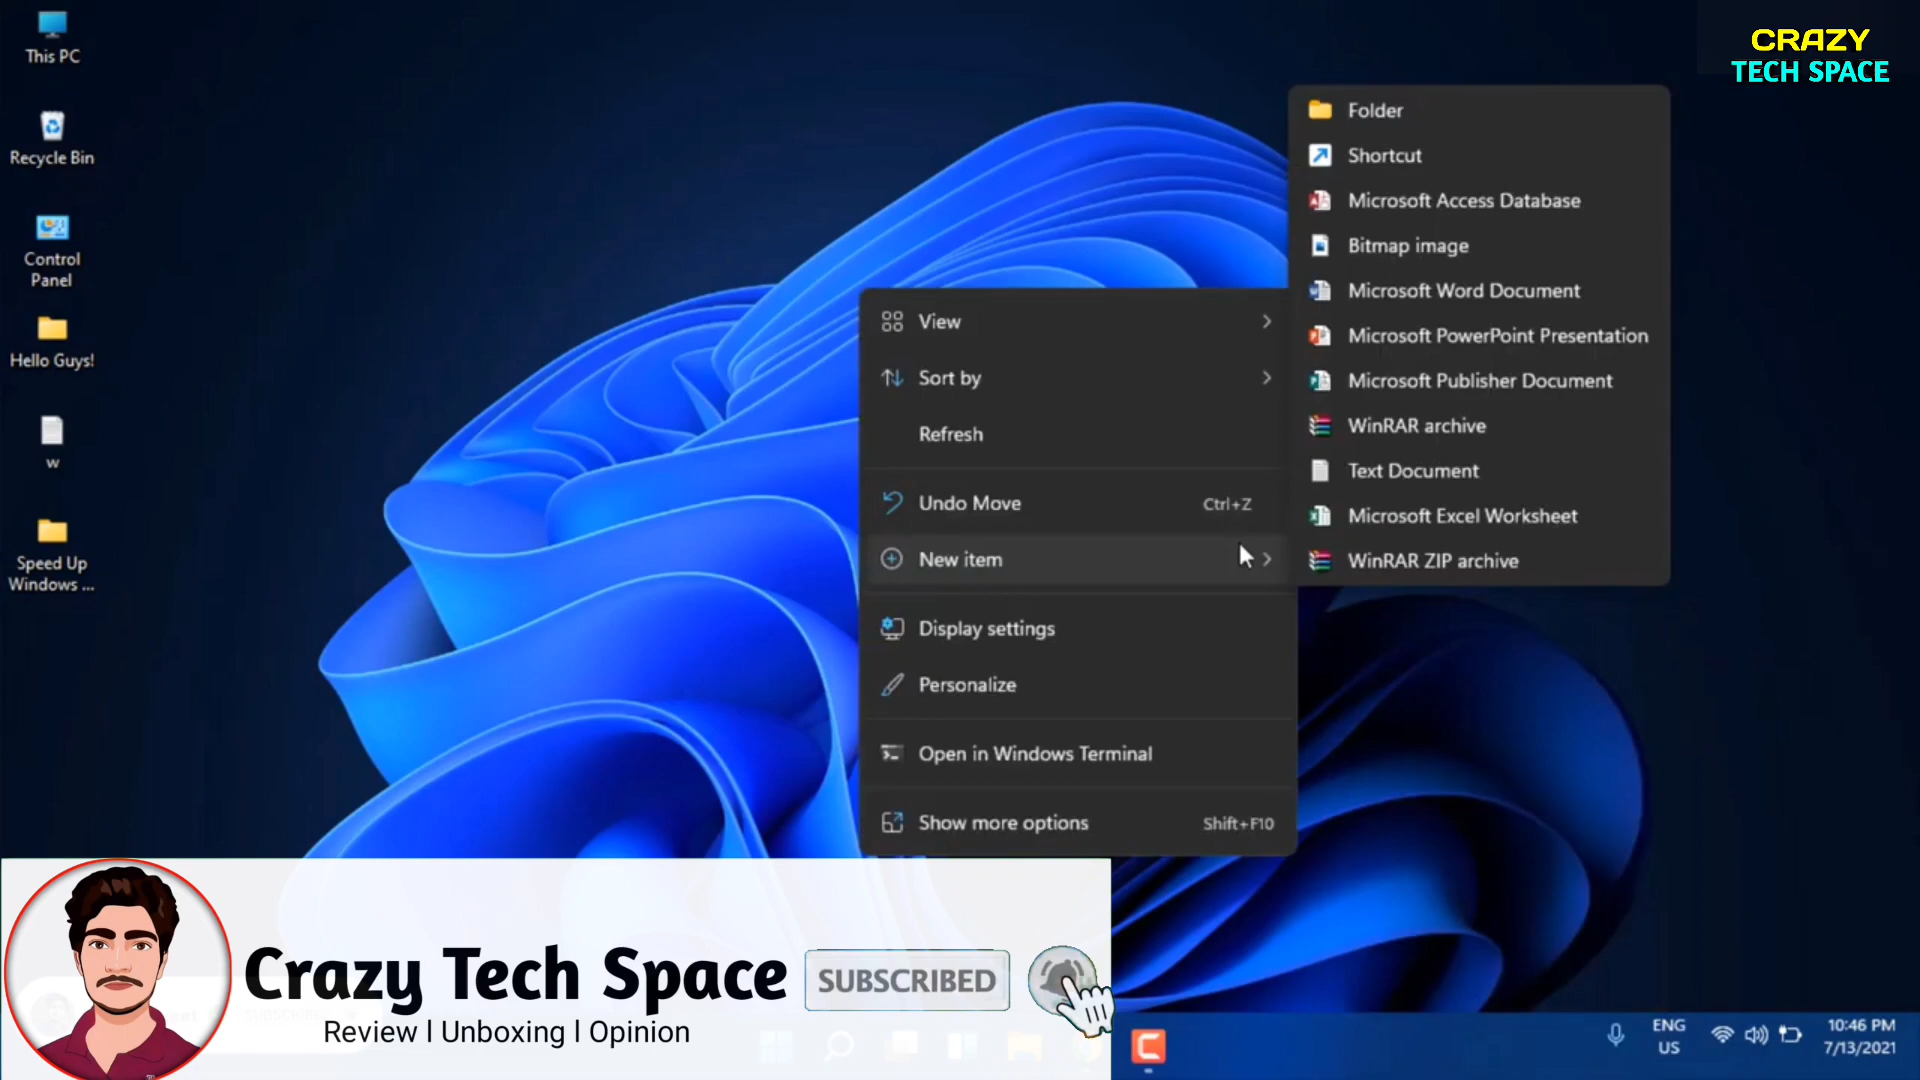 This PC
Recycle Bin
Control
Panel
Hello Guys!
w
Speed Up
Windows ...
CRAZY
TECH SPACE
View
Sort by
Refresh
Undo Move Ctrl+Z
New item
Display settings
Personalize
Open in Windows Terminal
Show more options Shift+F10
Folder
Shortcut
Microsoft Access Database
Bitmap image
Microsoft Word Document
Microsoft PowerPoint Presentation
Microsoft Publisher Document
WinRAR archive
Text Document
Microsoft Excel Worksheet
WinRAR ZIP archive
Crazy Tech Space
SUBSCRIBED
Review l Unboxing l Opinion
ENG
US
10:46 PM
7/13/2021